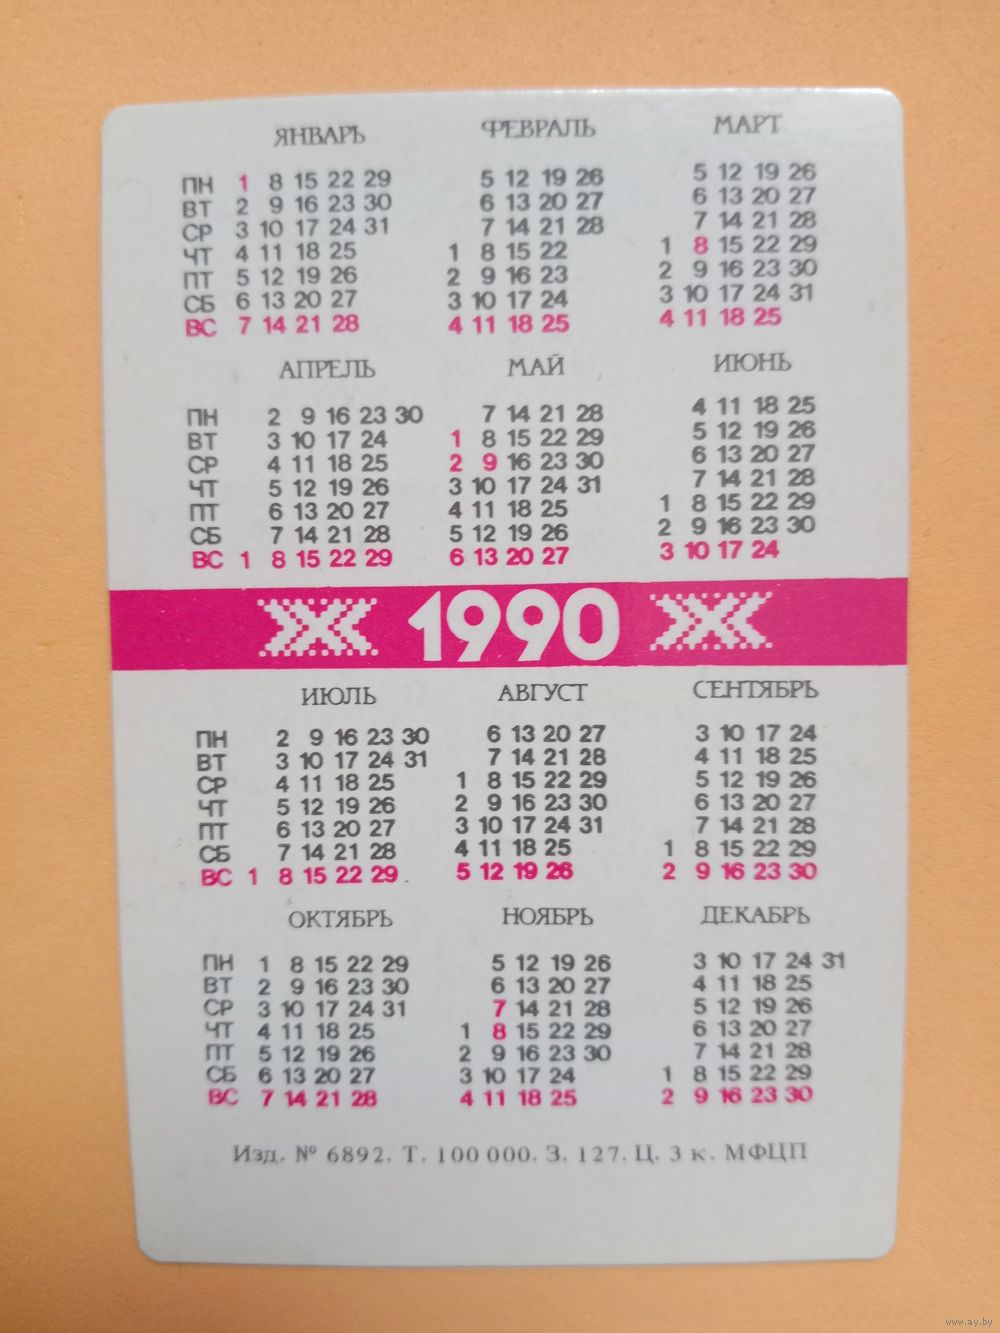 ЯНВАРЬ ФЕВРАЛЬ МАРТ
ПН 1 8 15 22 29 5 12 19 26 5 12 19 26
ВТ 2 9 16 23 30 6 13 20 27 6 13 20 27
СР 3 10 17 24 31 7 14 21 28 7 14 21 28
ЧТ 4 11 18 25 1 8 15 22 1 8 15 22 29
ПТ 5 12 19 26 2 9 16 23 2 9 16 23 30
СБ 6 13 20 27 3 10 17 24 3 10 17 24 31
ВС 7 14 21 28 4 11 18 25 4 11 18 25
АПРЕЛЬ МАЙ ИЮНЬ
ПН 2 9 16 23 30 7 14 21 28 4 11 18 25
ВТ 3 10 17 24 1 8 15 22 29 5 12 19 26
СР 4 11 18 25 2 9 16 23 30 6 13 20 27
ЧТ 5 12 19 26 3 10 17 24 31 7 14 21 28
ПТ 6 13 20 27 4 11 18 25 1 8 15 22 29
СБ 7 14 21 28 5 12 19 26 2 9 16 23 30
ВС 1 8 15 22 29 6 13 20 27 3 10 17 24
1990
ИЮЛЬ АВГУСТ СЕНТЯБРЬ
ПН 2 9 16 23 30 6 13 20 27 3 10 17 24
ВТ 3 10 17 24 31 7 14 21 28 4 11 18 25
СР 4 11 18 25 1 8 15 22 29 5 12 19 26
ЧТ 5 12 19 26 2 9 16 23 30 6 13 20 27
ПТ 6 13 20 27 3 10 17 24 31 7 14 21 28
СБ 7 14 21 28 4 11 18 25 1 8 15 22 29
ВС 1 8 15 22 29 5 12 19 26 2 9 16 23 30
ОКТЯБРЬ НОЯБРЬ ДЕКАБРЬ
ПН 1 8 15 22 29 5 12 19 26 3 10 17 24 31
ВТ 2 9 16 23 30 6 13 20 27 4 11 18 25
СР 3 10 17 24 31 7 14 21 28 5 12 19 26
ЧТ 4 11 18 25 1 8 15 22 29 6 13 20 27
ПТ 5 12 19 26 2 9 16 23 30 7 14 21 28
СБ 6 13 20 27 3 10 17 24 1 8 15 22 29
ВС 7 14 21 28 4 11 18 25 2 9 16 23 30
Изд. № 6892. Т. 100 000. З. 127. Ц. 3 к. МФЦП
www.ay.by